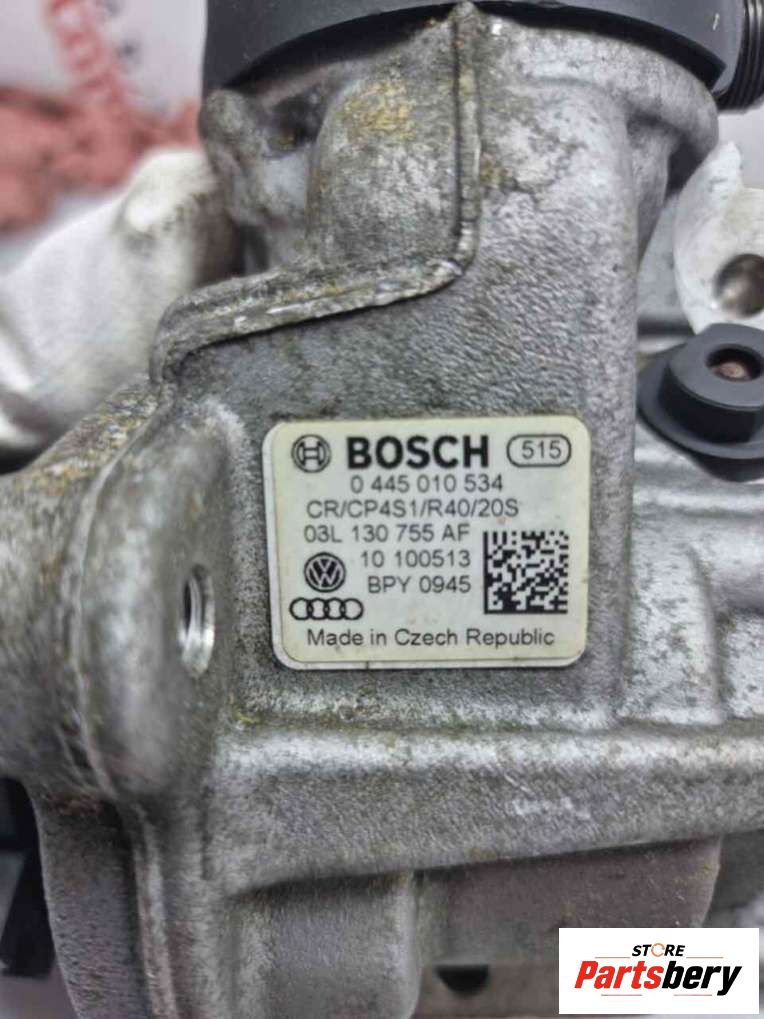 BOSCH 515
0 445 010 534
CR/CP4S1/R40/20S
03L 130 755 AF
10 100513
BPY 0945
Made in Czech Republic
STORE
Partsbery